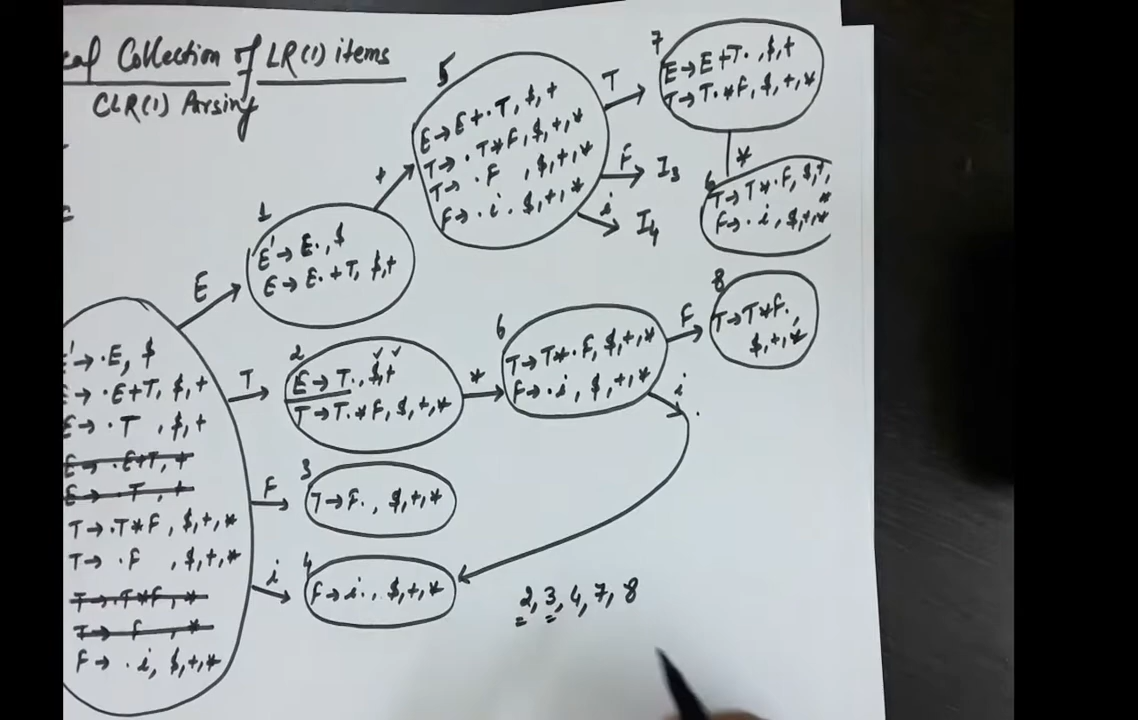 cal Collection of LR(1) items
CLR(1) Parsing
E' → ·E, $
E → ·E+T, $,+
E → ·T , $,+
E → ·E+T, +
E → ·T , +
T → ·T*F, $,+,*
T → ·F , $,+,*
T → ·T*F, *
T → ·F , *
F → ·i, $,+,*
E
T
F
i
1
E' → E·, $
E → E·+T, $,+
+
2
E → T·, $,+
T → T·*F, $,+,*
*
3
T → F·, $,+,*
4
F → i·, $,+,*
5
E → E+·T, $,+
T → ·T*F, $,+,*
T → ·F , $,+,*
F → ·i, $,+,*
T
F I3
i I4
6
T → T*·F, $,+,*
F → ·i, $,+,*
F
i
7
E → E+T·, $,+
T → T·*F, $,+,*
*
6
T → T*·F, $,+,*
F → ·i, $,+,*
8
T → T*F·,
$,+,*
2, 3, 4, 7, 8